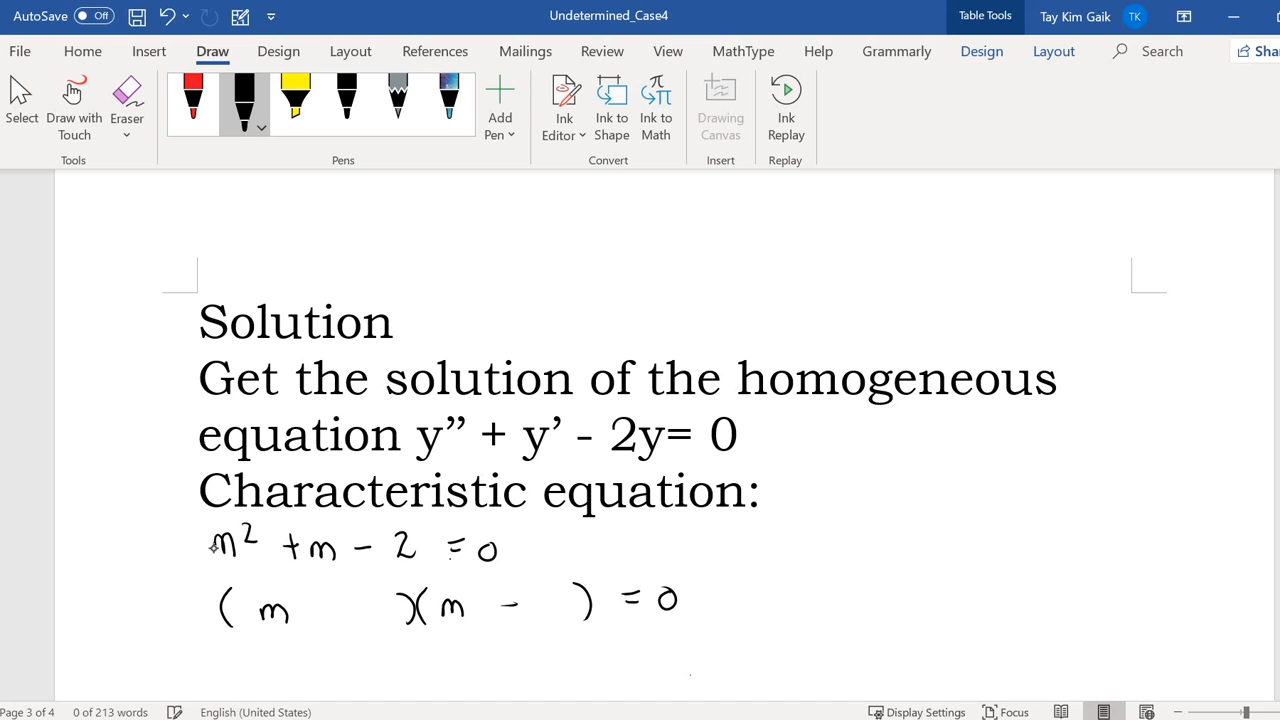 AutoSave Off Undetermined_Case4 Table Tools Tay Kim Gaik TK
File Home Insert Draw Design Layout References Mailings Review View MathType Help Grammarly Design Layout Search Shar
Select Draw with Touch Eraser Add Pen Ink Editor Ink to Shape Ink to Math Drawing Canvas Ink Replay
Tools Pens Convert Insert Replay
Solution
Get the solution of the homogeneous
equation y” + y’ - 2y= 0
Characteristic equation:
m² + m - 2 = 0
( m )( m - ) = 0
Page 3 of 4 0 of 213 words English (United States) Display Settings Focus